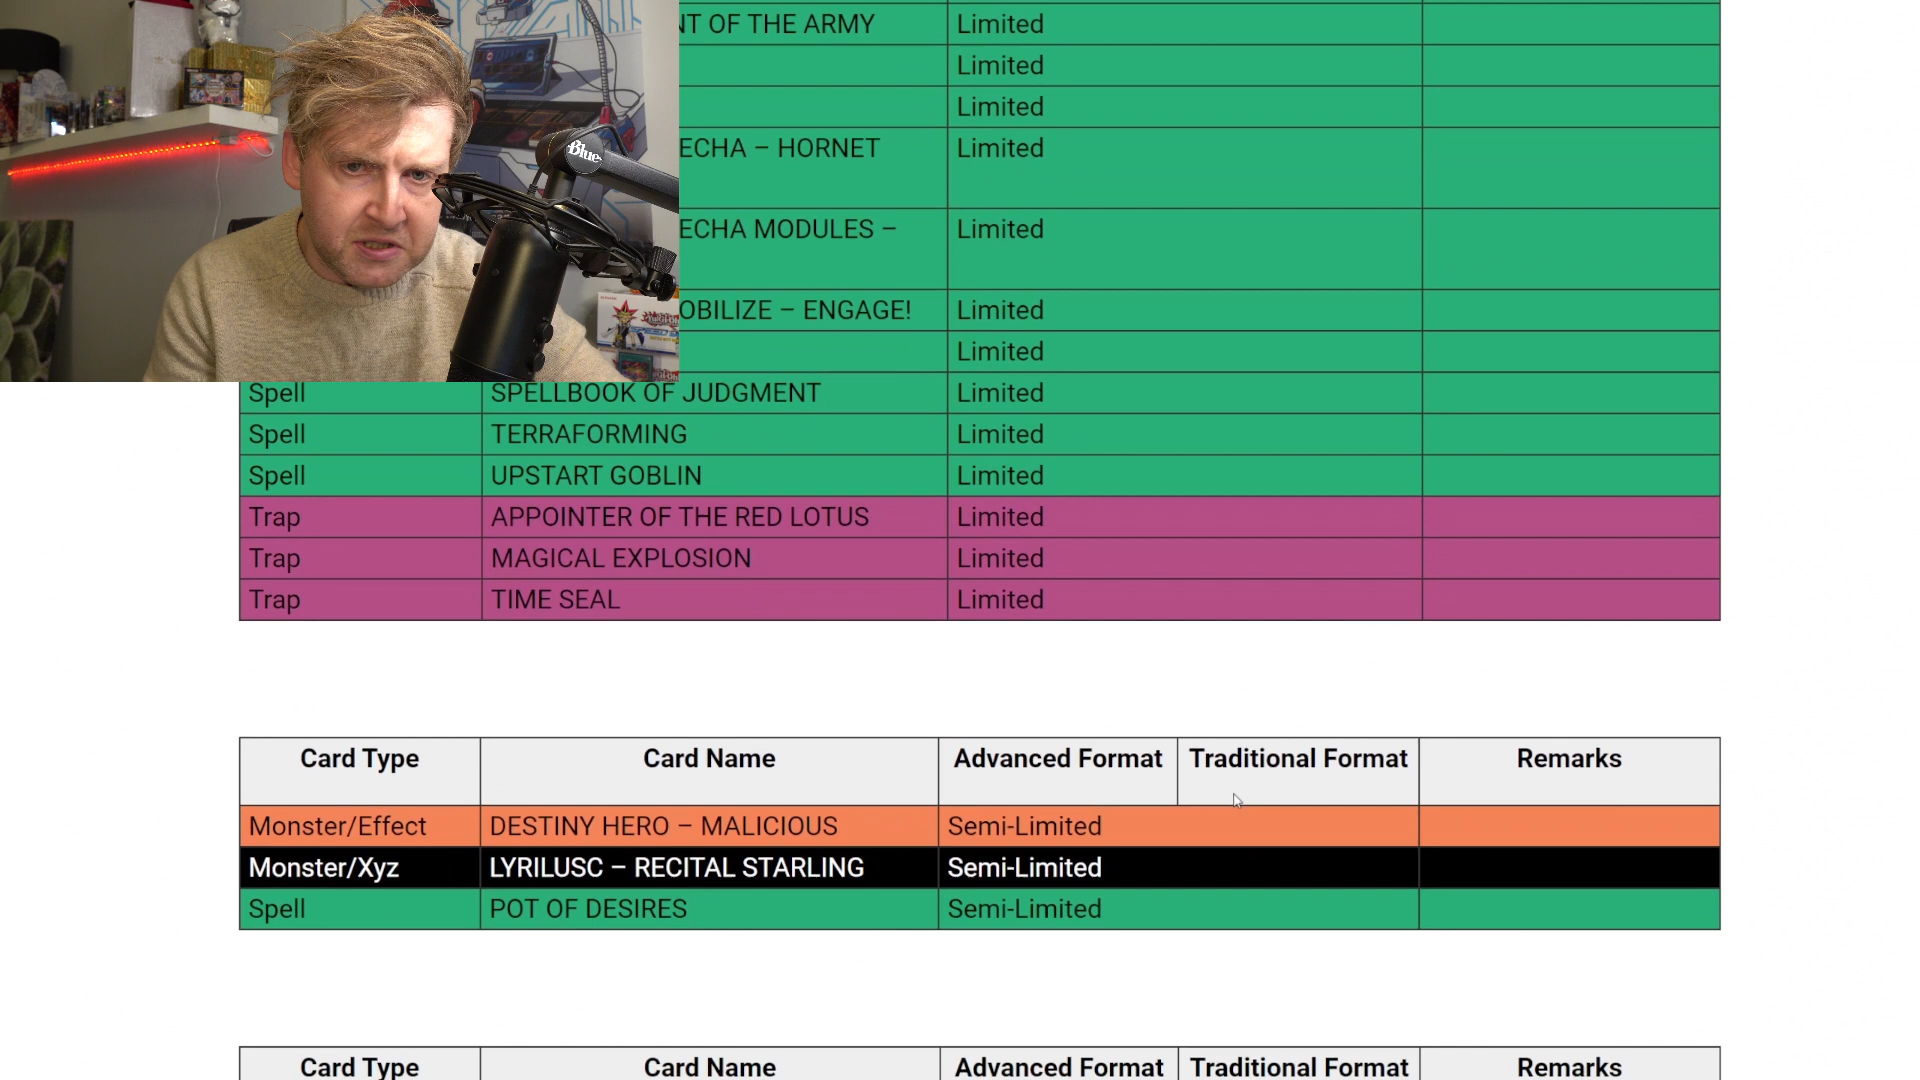 NT OF THE ARMY Limited
Limited
Limited
ECHA – HORNET Limited
ECHA MODULES – Limited
OBILIZE – ENGAGE! Limited
Limited
Blue
Spell SPELLBOOK OF JUDGMENT Limited
Spell TERRAFORMING Limited
Spell UPSTART GOBLIN Limited
Trap APPOINTER OF THE RED LOTUS Limited
Trap MAGICAL EXPLOSION Limited
Trap TIME SEAL Limited
Card Type Card Name Advanced Format Traditional Format Remarks
Monster/Effect DESTINY HERO – MALICIOUS Semi-Limited
Monster/Xyz LYRILUSC – RECITAL STARLING Semi-Limited
Spell POT OF DESIRES Semi-Limited
Card Type Card Name Advanced Format Traditional Format Remarks